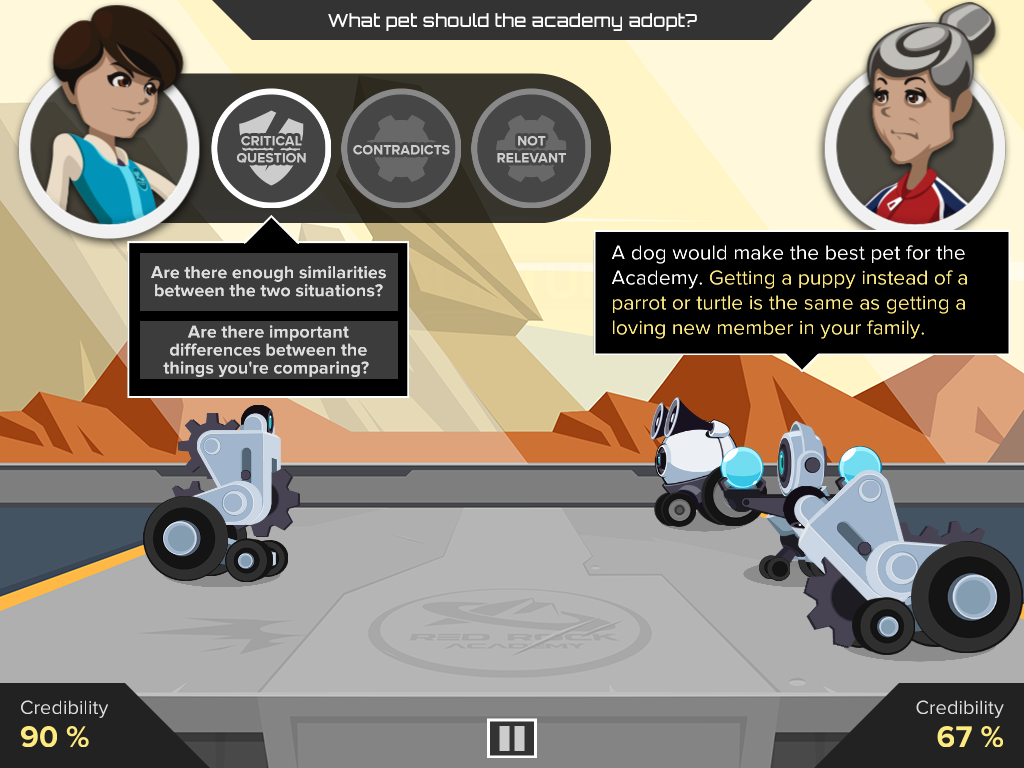 What pet should the academy adopt?
CRITICAL
QUESTION
CONTRADICTS
NOT
RELEVANT
Are there enough similarities
between the two situations?
Are there important
differences between the
things you're comparing?
A dog would make the best pet for the
Academy. Getting a puppy instead of a
parrot or turtle is the same as getting a
loving new member in your family.
RED ROCK
ACADEMY
Credibility
90 %
Credibility
67 %